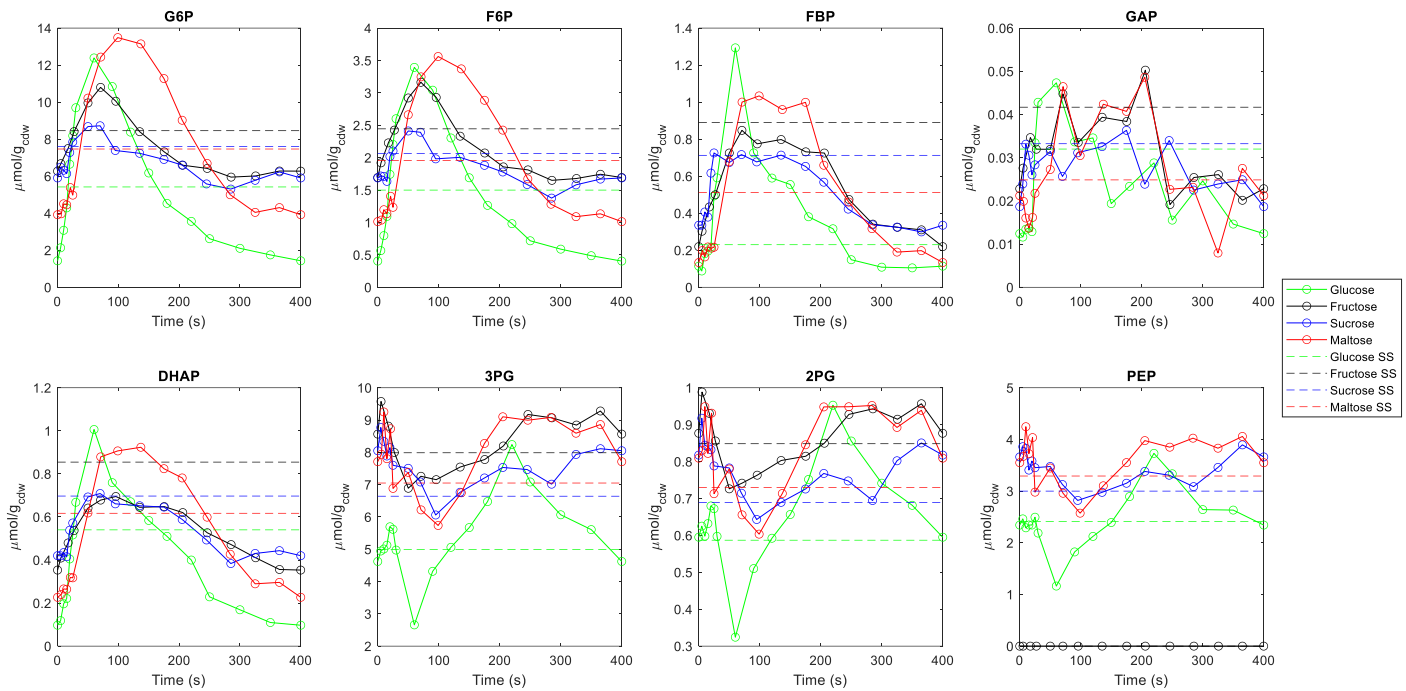 G6P
14
12
10
8
6
4
2
0
μmol/g_cdw
0 100 200 300 400
Time (s)
F6P
4
3.5
3
2.5
2
1.5
1
0.5
0
μmol/g_cdw
0 100 200 300 400
Time (s)
FBP
1.4
1.2
1
0.8
0.6
0.4
0.2
0
μmol/g_cdw
0 100 200 300 400
Time (s)
GAP
0.06
0.05
0.04
0.03
0.02
0.01
0
μmol/g_cdw
0 100 200 300 400
Time (s)
Glucose
Fructose
Sucrose
Maltose
Glucose SS
Fructose SS
Sucrose SS
Maltose SS
DHAP
1.2
1
0.8
0.6
0.4
0.2
0
μmol/g_cdw
0 100 200 300 400
Time (s)
3PG
10
9
8
7
6
5
4
3
2
μmol/g_cdw
0 100 200 300 400
Time (s)
2PG
1
0.9
0.8
0.7
0.6
0.5
0.4
0.3
μmol/g_cdw
0 100 200 300 400
Time (s)
PEP
5
4
3
2
1
0
μmol/g_cdw
0 100 200 300 400
Time (s)